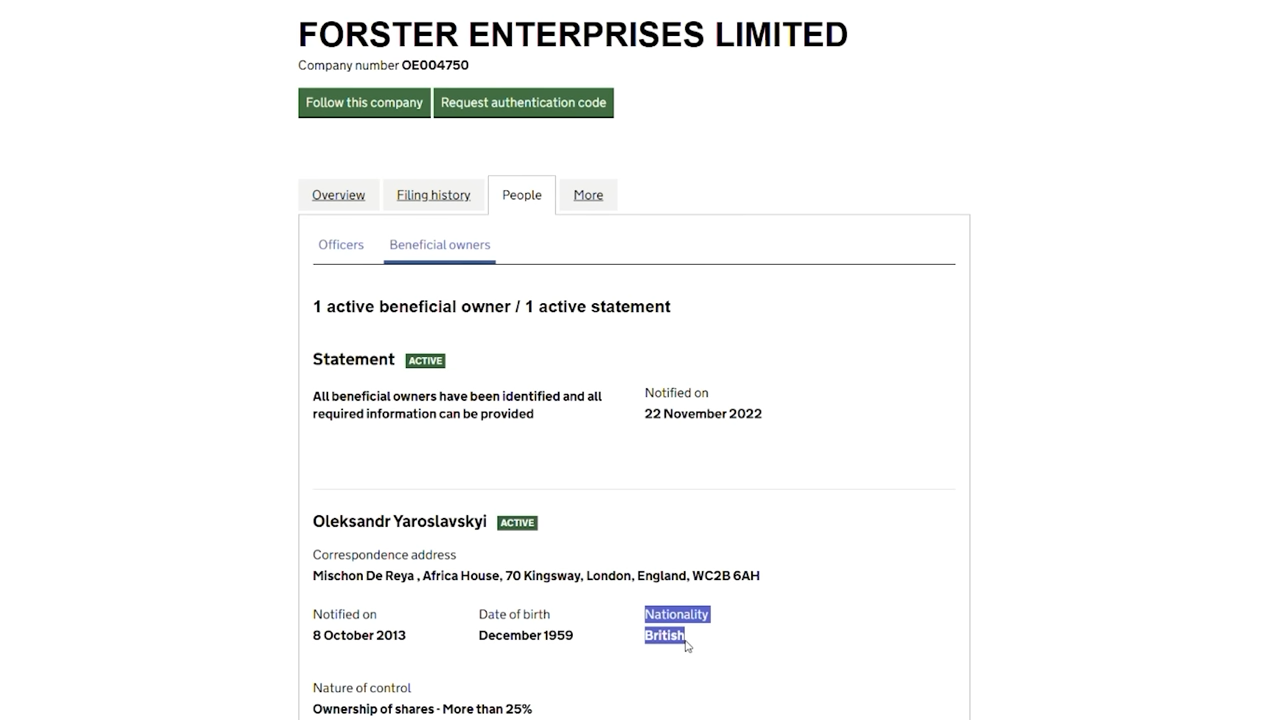 FORSTER ENTERPRISES LIMITED
Company number OE004750
Follow this company Request authentication code
Overview Filing history People More
Officers Beneficial owners
1 active beneficial owner / 1 active statement
Statement ACTIVE
All beneficial owners have been identified and all Notified on
required information can be provided 22 November 2022
Oleksandr Yaroslavskyi ACTIVE
Correspondence address
Mischon De Reya , Africa House, 70 Kingsway, London, England, WC2B 6AH
Notified on Date of birth Nationality
8 October 2013 December 1959 British
Nature of control
Ownership of shares - More than 25%